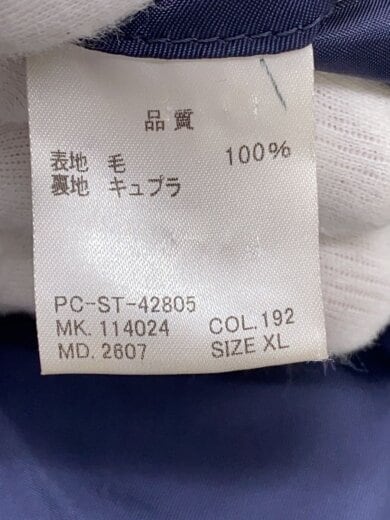 品質
表地 毛 100%
裏地 キュプラ
PC-ST-42805
MK. 114024 COL. 192
MD. 2607 SIZE XL